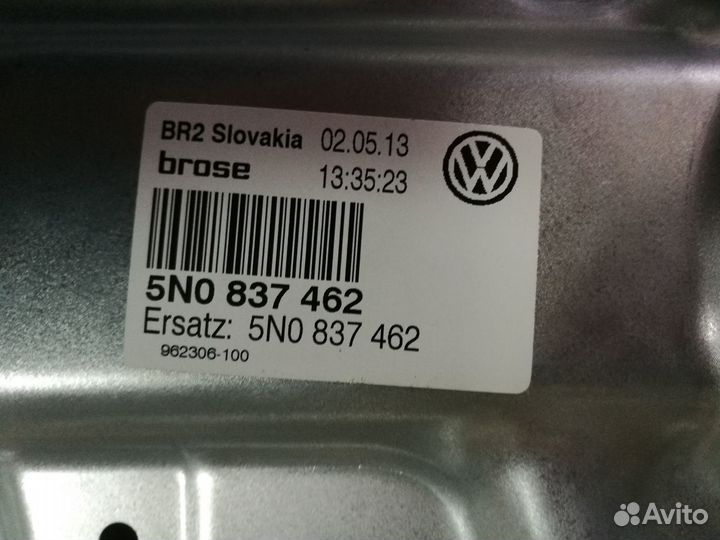 BR2 Slovakia 02.05.13
brose 13:35:23
VW
5N0 837 462
Ersatz: 5N0 837 462
962306-100
Avito